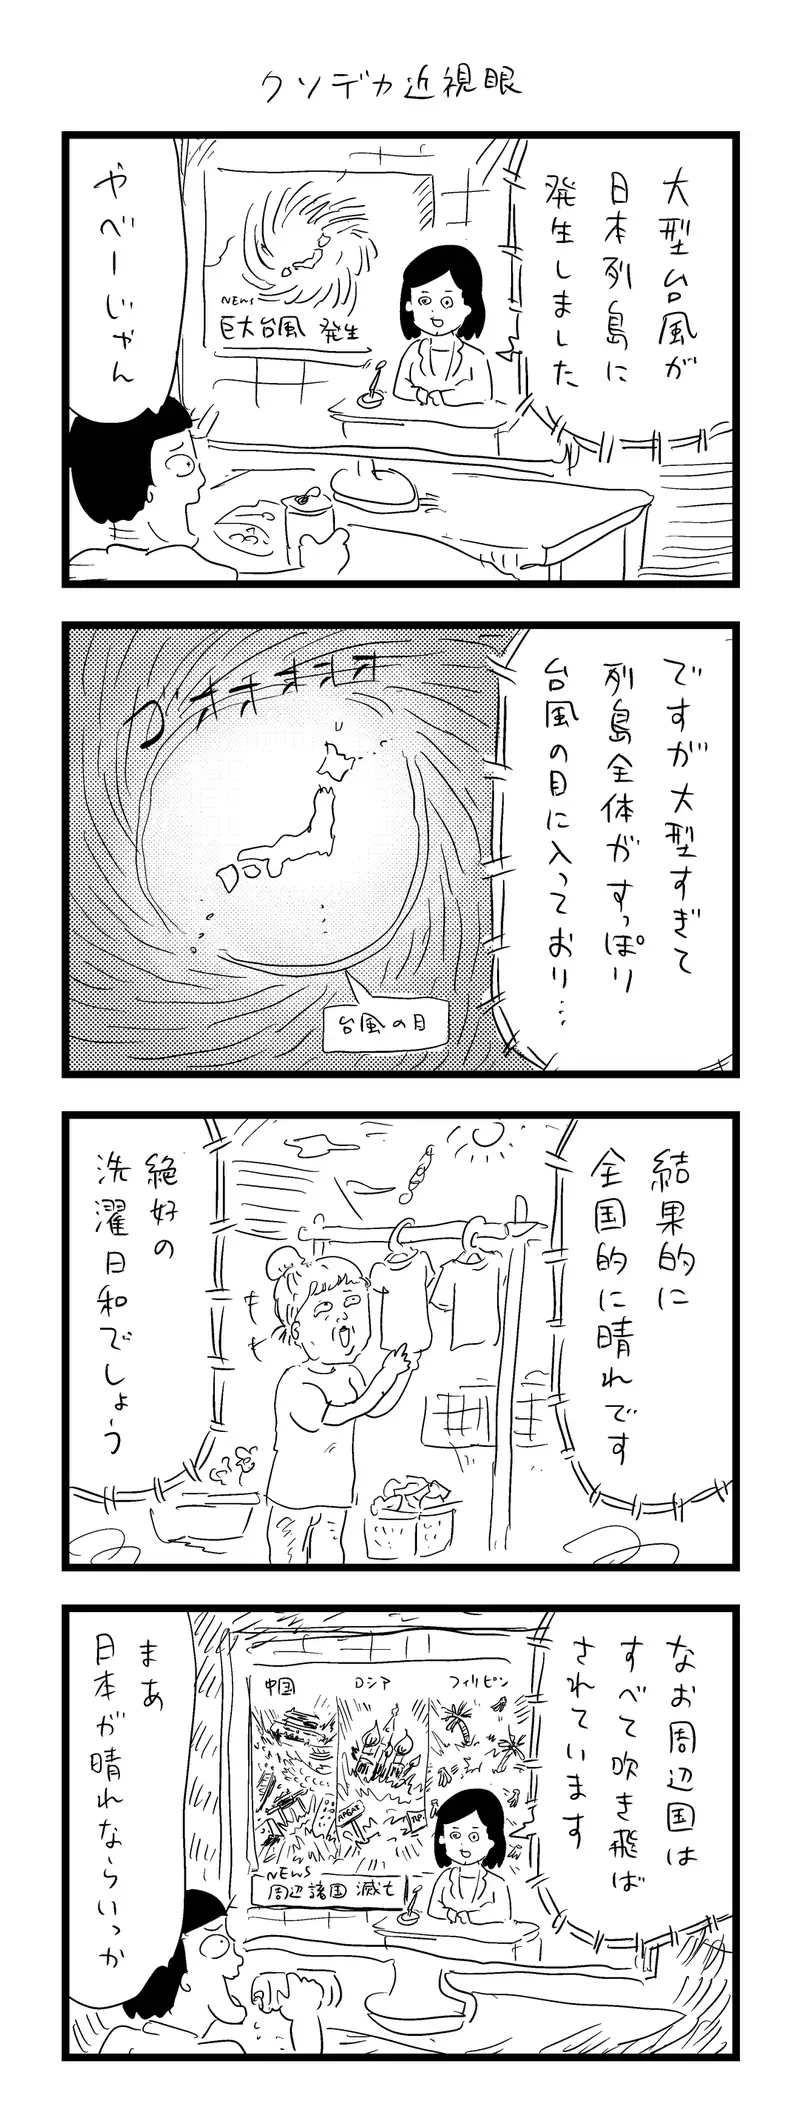 クソデカ近視眼
大型台風が
日本列島に
発生しました
NEWS
巨大台風 発生
やべーじゃん
ですが大型すぎて
列島全体がすっぽり
台風の目に入っており…
台風の目
結果的に
全国的に晴れです
絶好の
洗濯日和でしょう
なお周辺国は
すべて吹き飛ば
されています
中国
ロシア
フィリピン
NEWS
周辺諸国 滅亡
まあ
日本が晴れならいっか